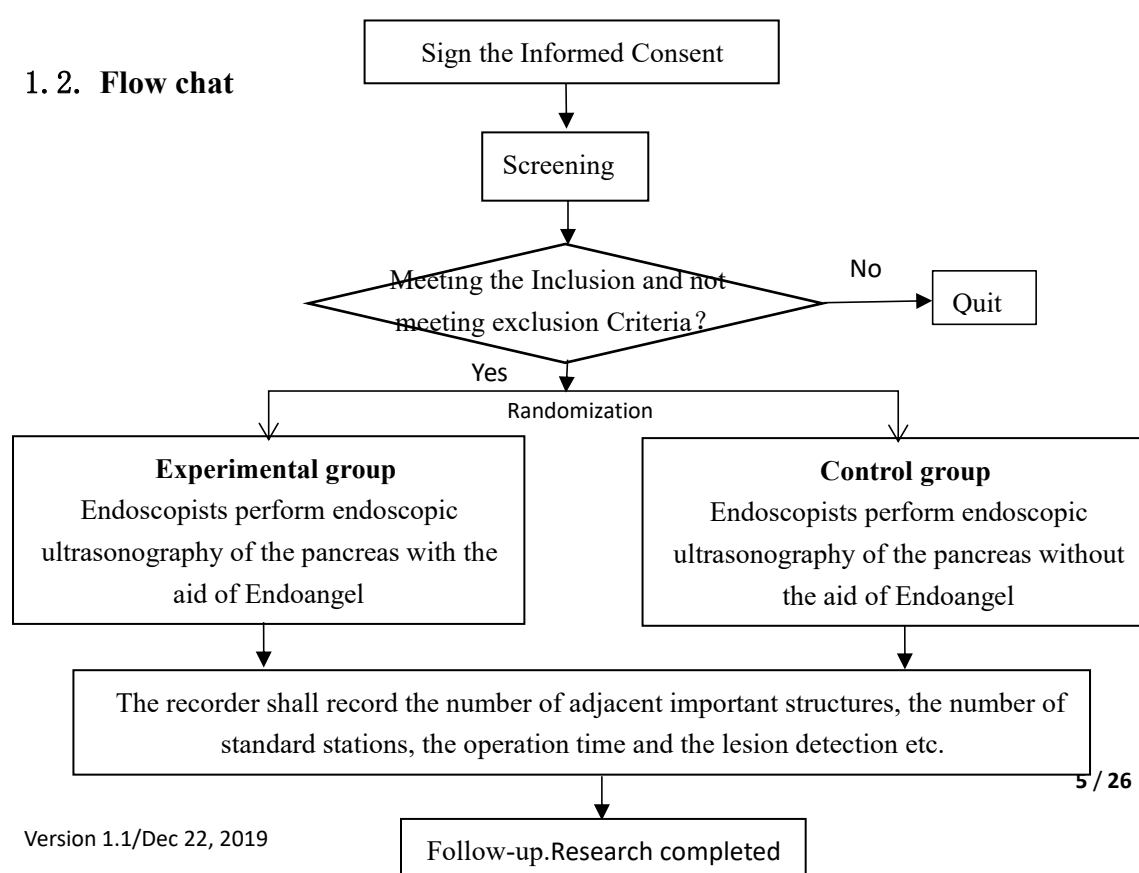 Sign the Informed Consent
1.2. Flow chat
Screening
Meeting the Inclusion and not
meeting exclusion Criteria？
No
Quit
Yes
Randomization
Experimental group
Endoscopists perform endoscopic
ultrasonography of the pancreas with the
aid of Endoangel
Control group
Endoscopists perform endoscopic
ultrasonography of the pancreas without
the aid of Endoangel
The recorder shall record the number of adjacent important structures, the number of
standard stations, the operation time and the lesion detection etc.
5 / 26
Version 1.1/Dec 22, 2019
Follow-up.Research completed